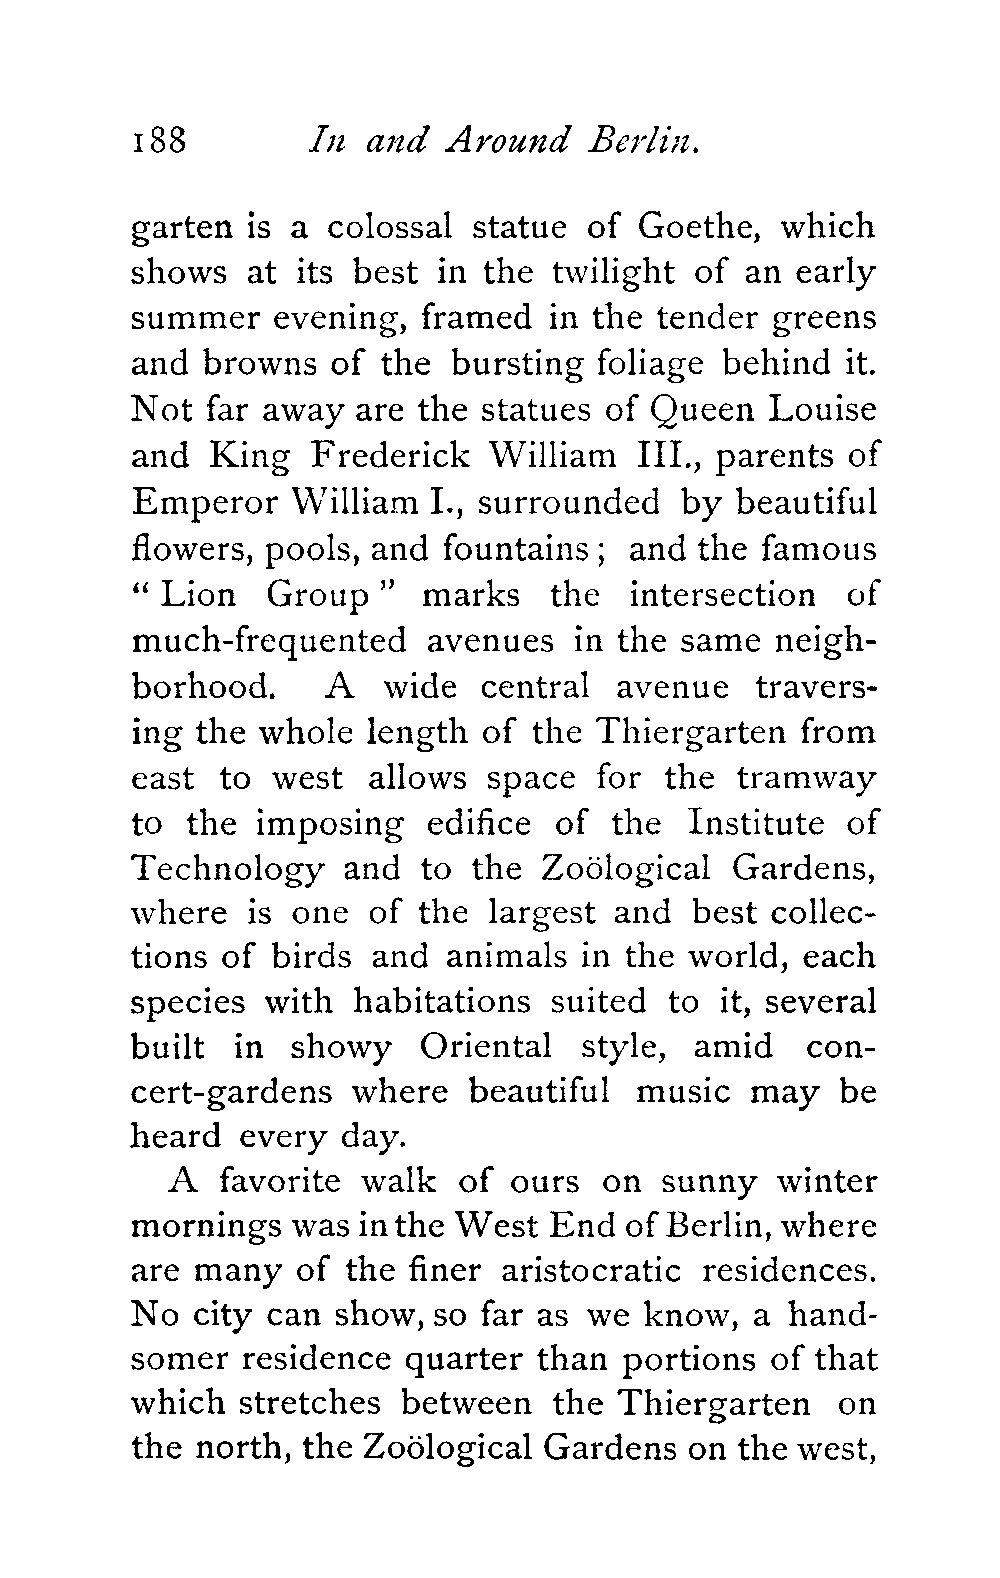 188 In and Around Berlin.
garten is a colossal statue of Goethe, which
shows at its best in the twilight of an early
summer evening, framed in the tender greens
and browns of the bursting foliage behind it.
Not far away are the statues of Queen Louise
and King Frederick William III., parents of
Emperor William I., surrounded by beautiful
flowers, pools, and fountains ; and the famous
“ Lion Group ” marks the intersection of
much-frequented avenues in the same neigh-
borhood. A wide central avenue travers-
ing the whole length of the Thiergarten from
east to west allows space for the tramway
to the imposing edifice of the Institute of
Technology and to the Zoölogical Gardens,
where is one of the largest and best collec-
tions of birds and animals in the world, each
species with habitations suited to it, several
built in showy Oriental style, amid con-
cert-gardens where beautiful music may be
heard every day.
A favorite walk of ours on sunny winter
mornings was in the West End of Berlin, where
are many of the finer aristocratic residences.
No city can show, so far as we know, a hand-
somer residence quarter than portions of that
which stretches between the Thiergarten on
the north, the Zoölogical Gardens on the west,